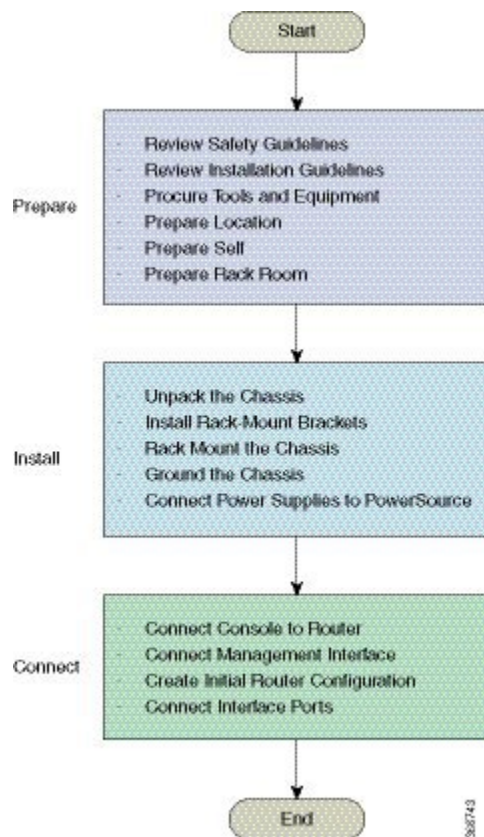 Start
Prepare
- Review Safety Guidelines
- Review Installation Guidelines
- Procure Tools and Equipment
- Prepare Location
- Prepare Self
- Prepare Rack Room
Install
- Unpack the Chassis
- Install Rack-Mount Brackets
- Rack Mount the Chassis
- Ground the Chassis
- Connect Power Supplies to PowerSource
Connect
- Connect Console to Router
- Connect Management Interface
- Create Initial Router Configuration
- Connect Interface Ports
End